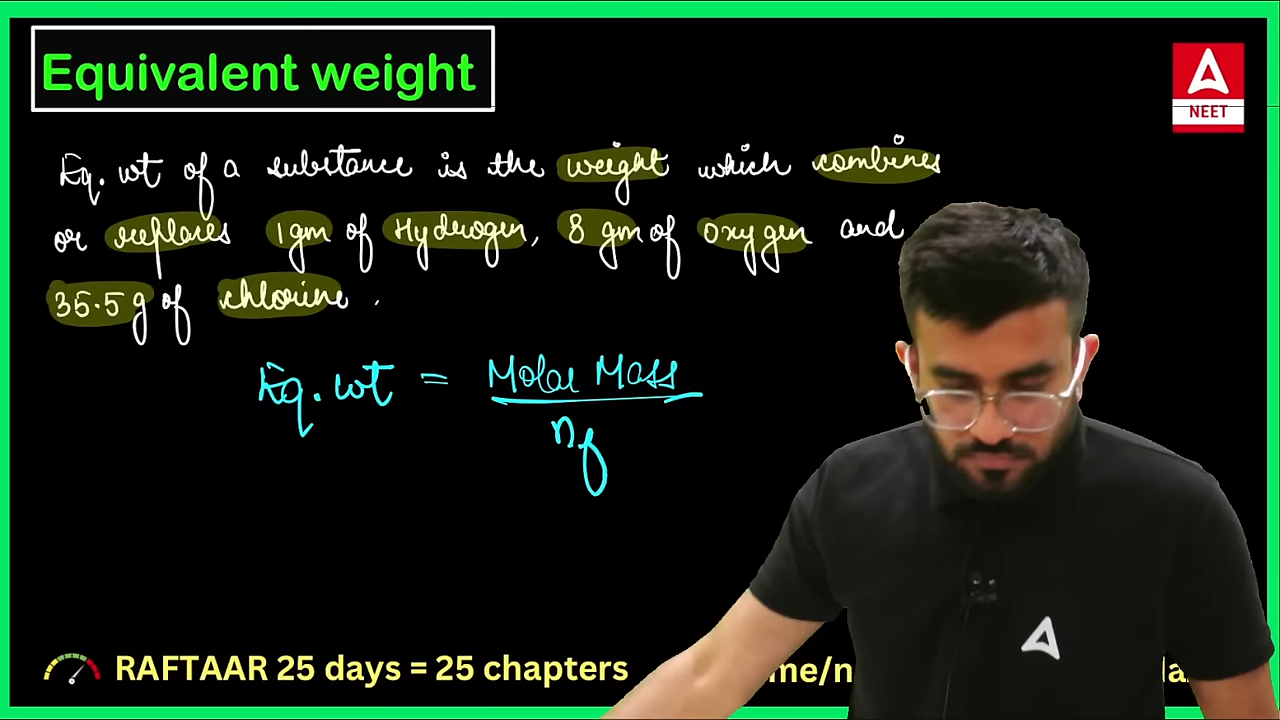 Equivalent weight
NEET
Eq. wt of a substance is the weight which combines
or replaces 1gm of Hydrogen, 8 gm of Oxygen and
35.5g of chlorine .
Eq. wt = Molar Mass
nf
RAFTAAR 25 days = 25 chapters